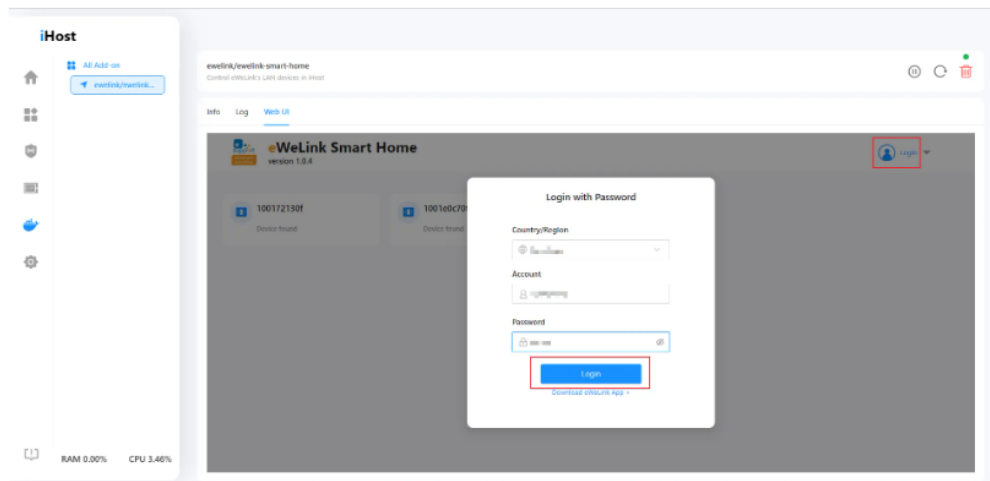 iHost
All Add-on
ewelink/ewelink...
RAM 0.00% CPU 3.46%
ewelink/ewelink-smart-home
Control eWeLink's LAN devices in iHost
Info Log Web UI
eWeLink Smart Home
version 1.0.4
Login
100172130f
Device found
1001e0c70
Device found
Login with Password
Country/Region
Account
Password
Login
Download eWeLink App >